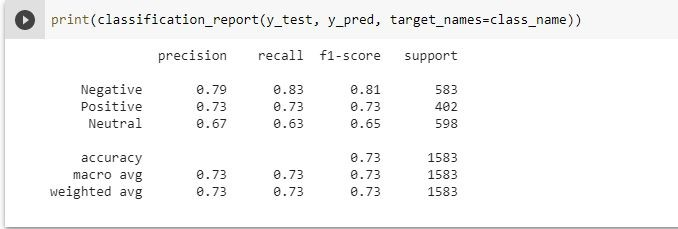 print(classification_report(y_test, y_pred, target_names=class_name))
precision recall f1-score support
Negative 0.79 0.83 0.81 583
Positive 0.73 0.73 0.73 402
Neutral 0.67 0.63 0.65 598
accuracy 0.73 1583
macro avg 0.73 0.73 0.73 1583
weighted avg 0.73 0.73 0.73 1583